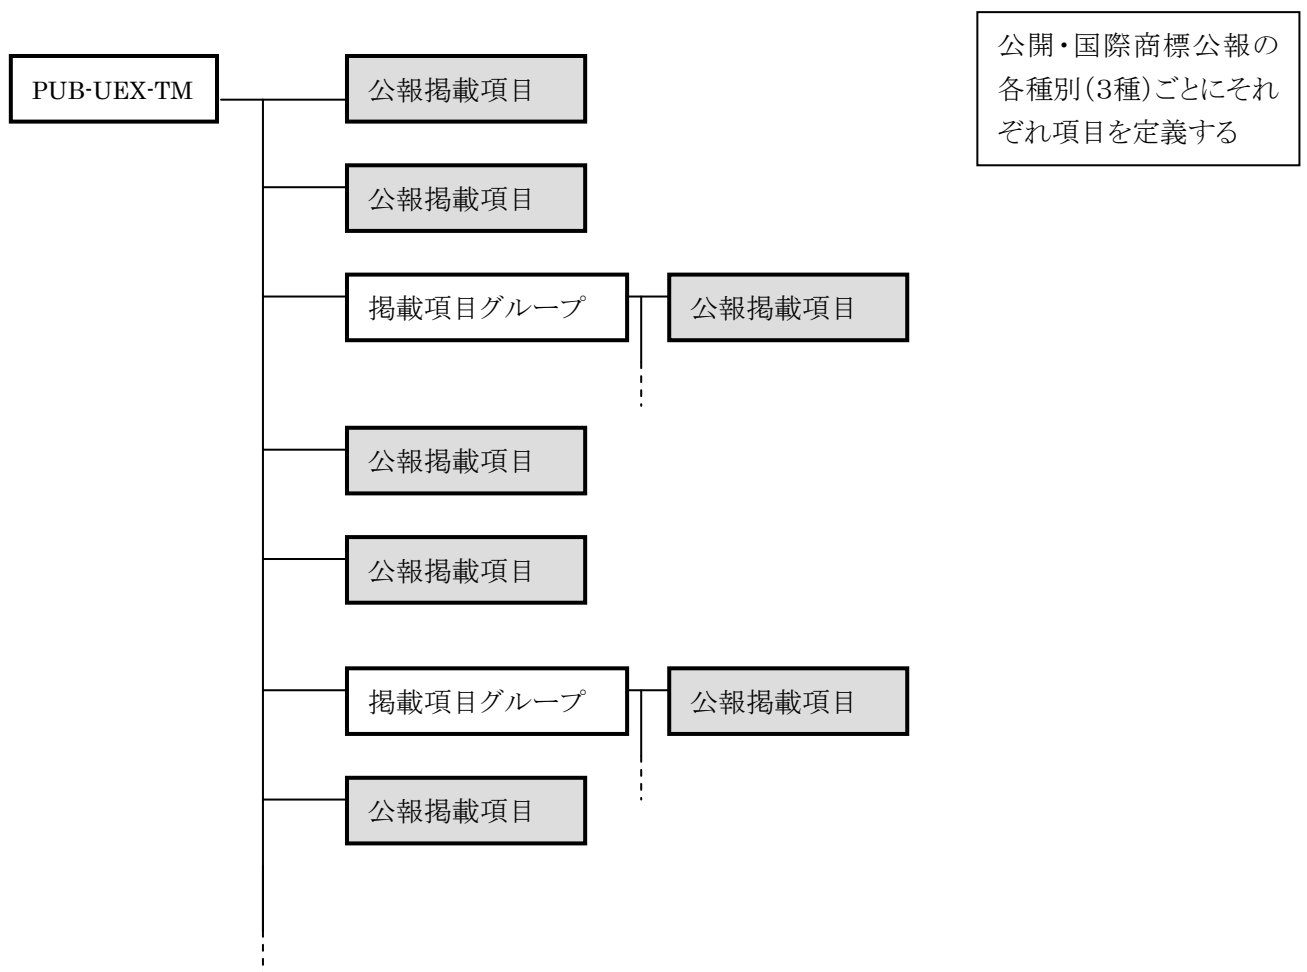 公開・国際商標公報の
各種別(3種)ごとにそれ
ぞれ項目を定義する
PUB-UEX-TM
公報掲載項目
公報掲載項目
掲載項目グループ
公報掲載項目
公報掲載項目
公報掲載項目
掲載項目グループ
公報掲載項目
公報掲載項目